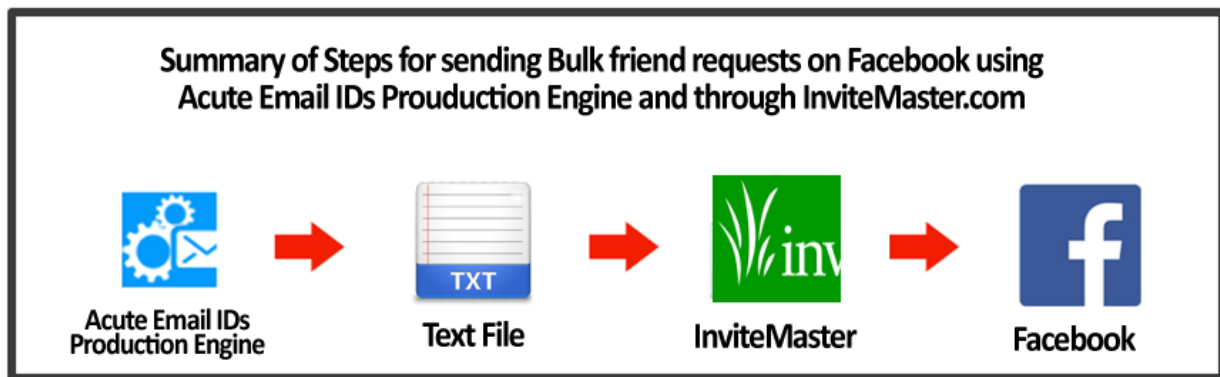 Summary of Steps for sending Bulk friend requests on Facebook using
Acute Email IDs Prouduction Engine and through InviteMaster.com
TXT
inv
f
Acute Email IDs
Production Engine
Text File
InviteMaster
Facebook